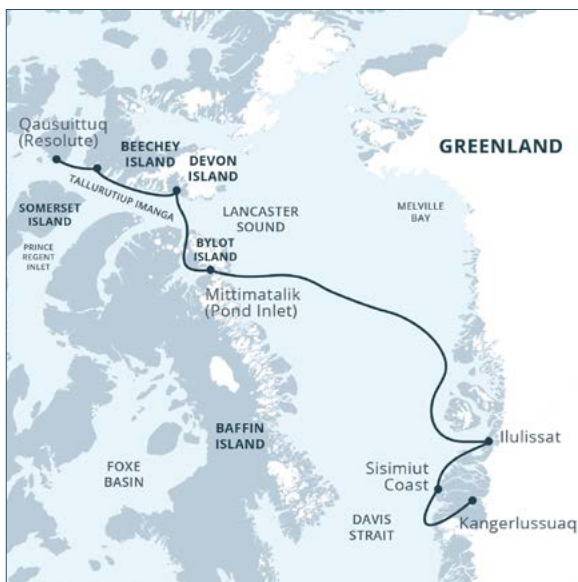 Qausuittuq
(Resolute)
BEECHEY
ISLAND
DEVON
ISLAND
GREENLAND
TALLURUTIUP IMANGA
SOMERSET
ISLAND
LANCASTER
SOUND
MELVILLE
BAY
PRINCE
REGENT
INLET
BYLOT
ISLAND
Mittimatalik
(Pond Inlet)
BAFFIN
ISLAND
Ilulissat
FOXE
BASIN
Sisimiut
Coast
DAVIS
STRAIT
Kangerlussuaq